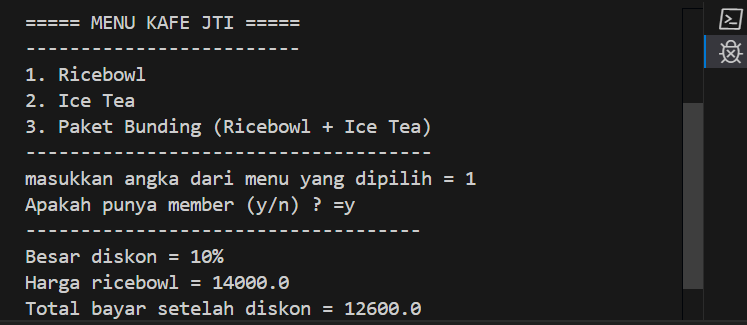 ===== MENU KAFE JTI =====
-------------------------
1. Ricebowl
2. Ice Tea
3. Paket Bunding (Ricebowl + Ice Tea)
-------------------------------------
masukkan angka dari menu yang dipilih = 1
Apakah punya member (y/n) ? =y
------------------------------------
Besar diskon = 10%
Harga ricebowl = 14000.0
Total bayar setelah diskon = 12600.0